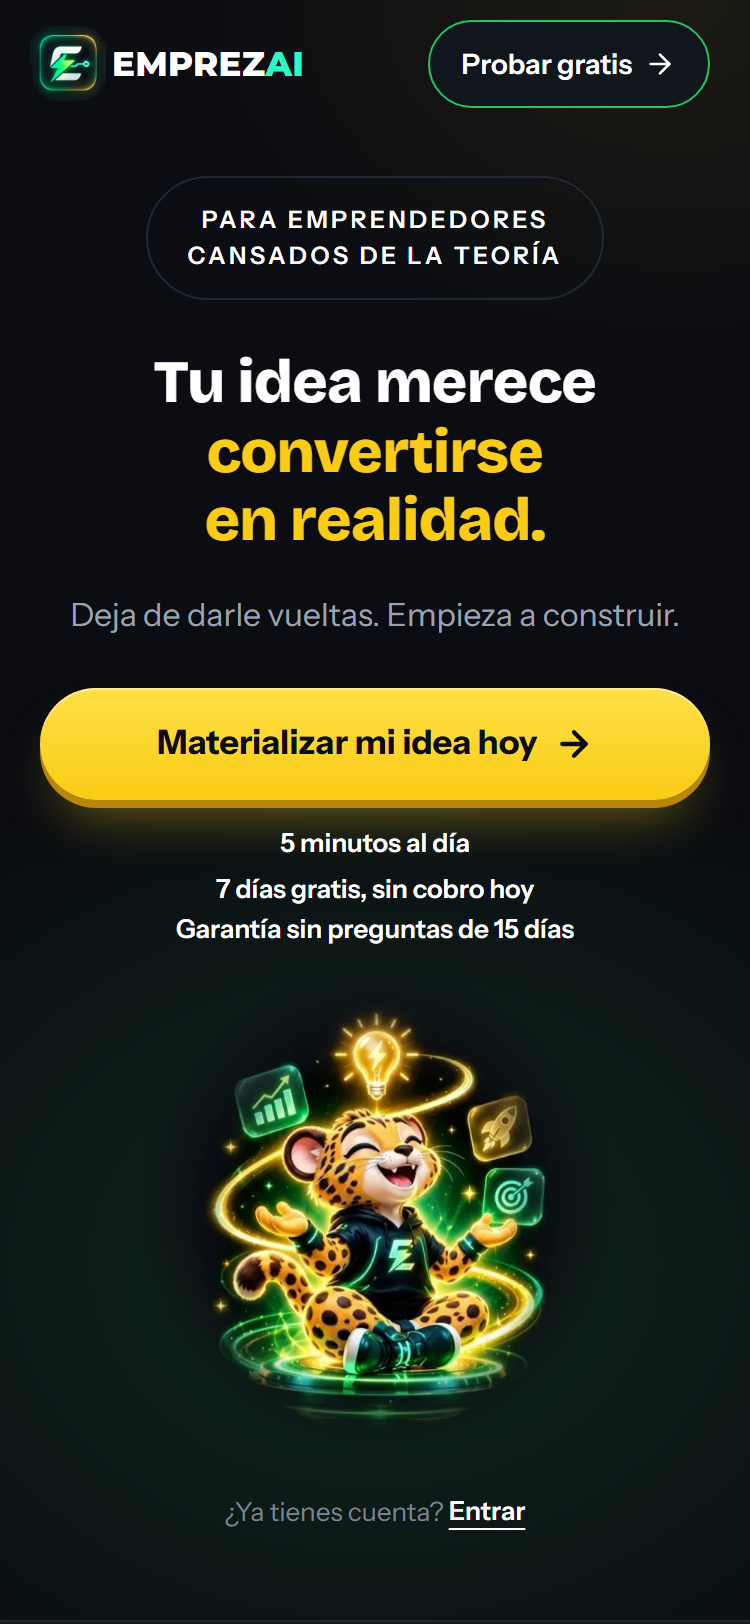 EMPREZAI
Probar gratis →
PARA EMPRENDEDORES
CANSADOS DE LA TEORÍA
Tu idea merece
convertirse
en realidad.
Deja de darle vueltas. Empieza a construir.
Materializar mi idea hoy →
5 minutos al día
7 días gratis, sin cobro hoy
Garantía sin preguntas de 15 días
¿Ya tienes cuenta? Entrar